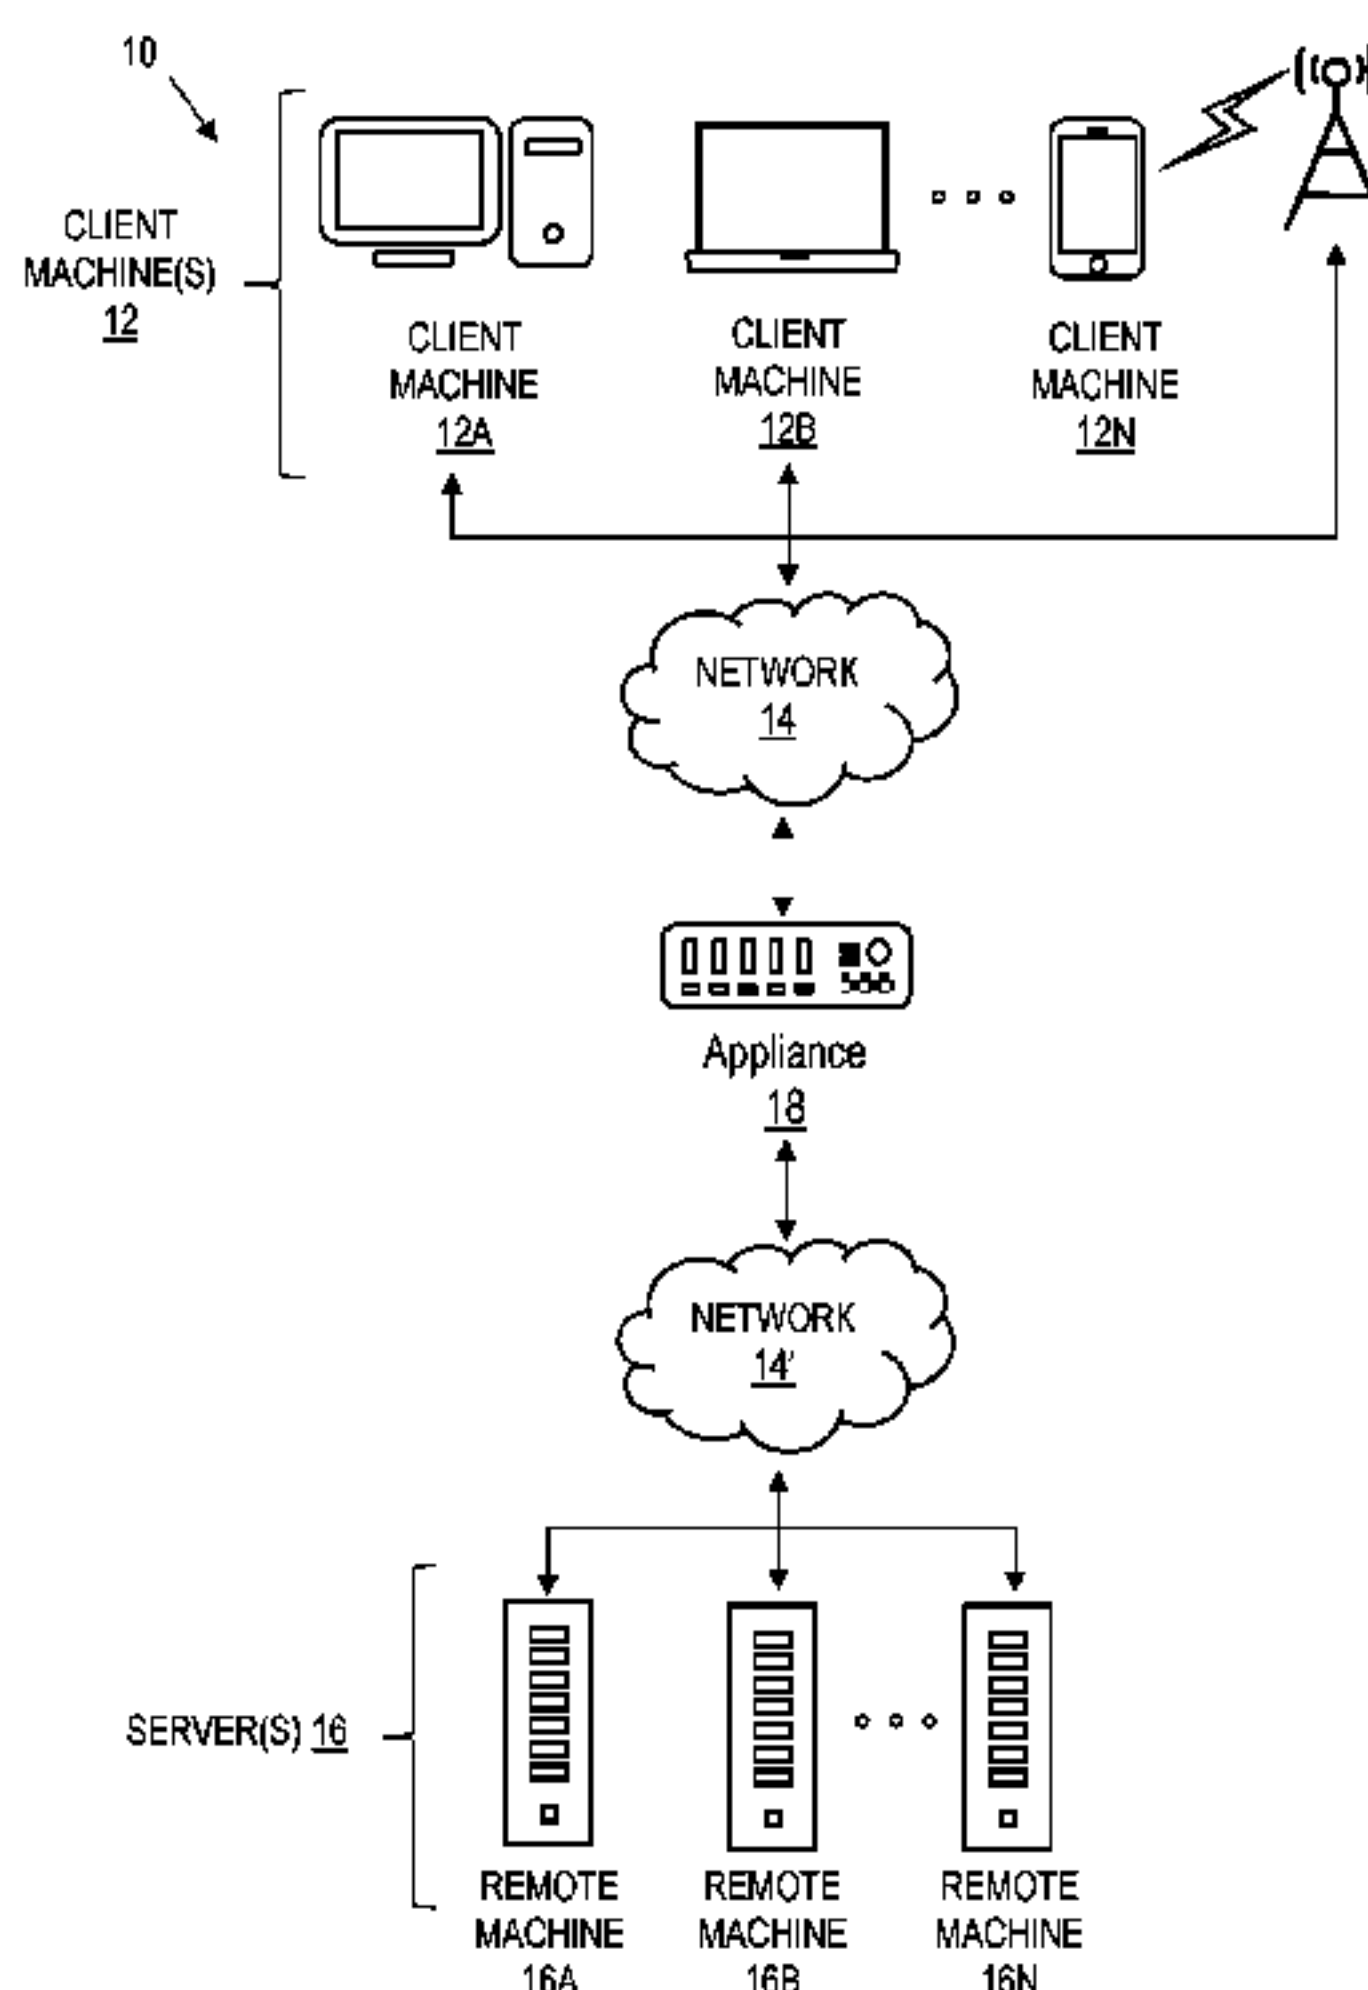 10
CLIENT
MACHINE(S)
12
CLIENT
MACHINE
12A
CLIENT
MACHINE
12B
CLIENT
MACHINE
12N
NETWORK
14
Appliance
18
NETWORK
14'
SERVER(S) 16
REMOTE
MACHINE
16A
REMOTE
MACHINE
16B
REMOTE
MACHINE
16N